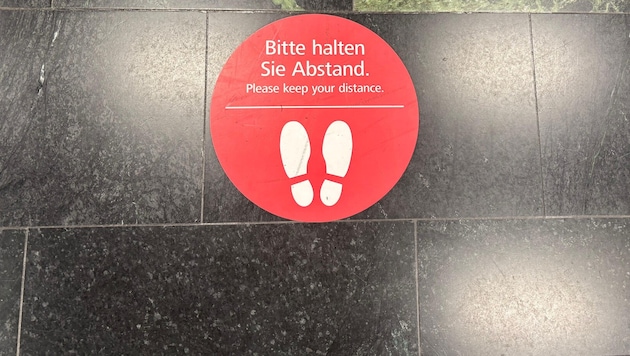 Bitte halten
Sie Abstand.
Please keep your distance.